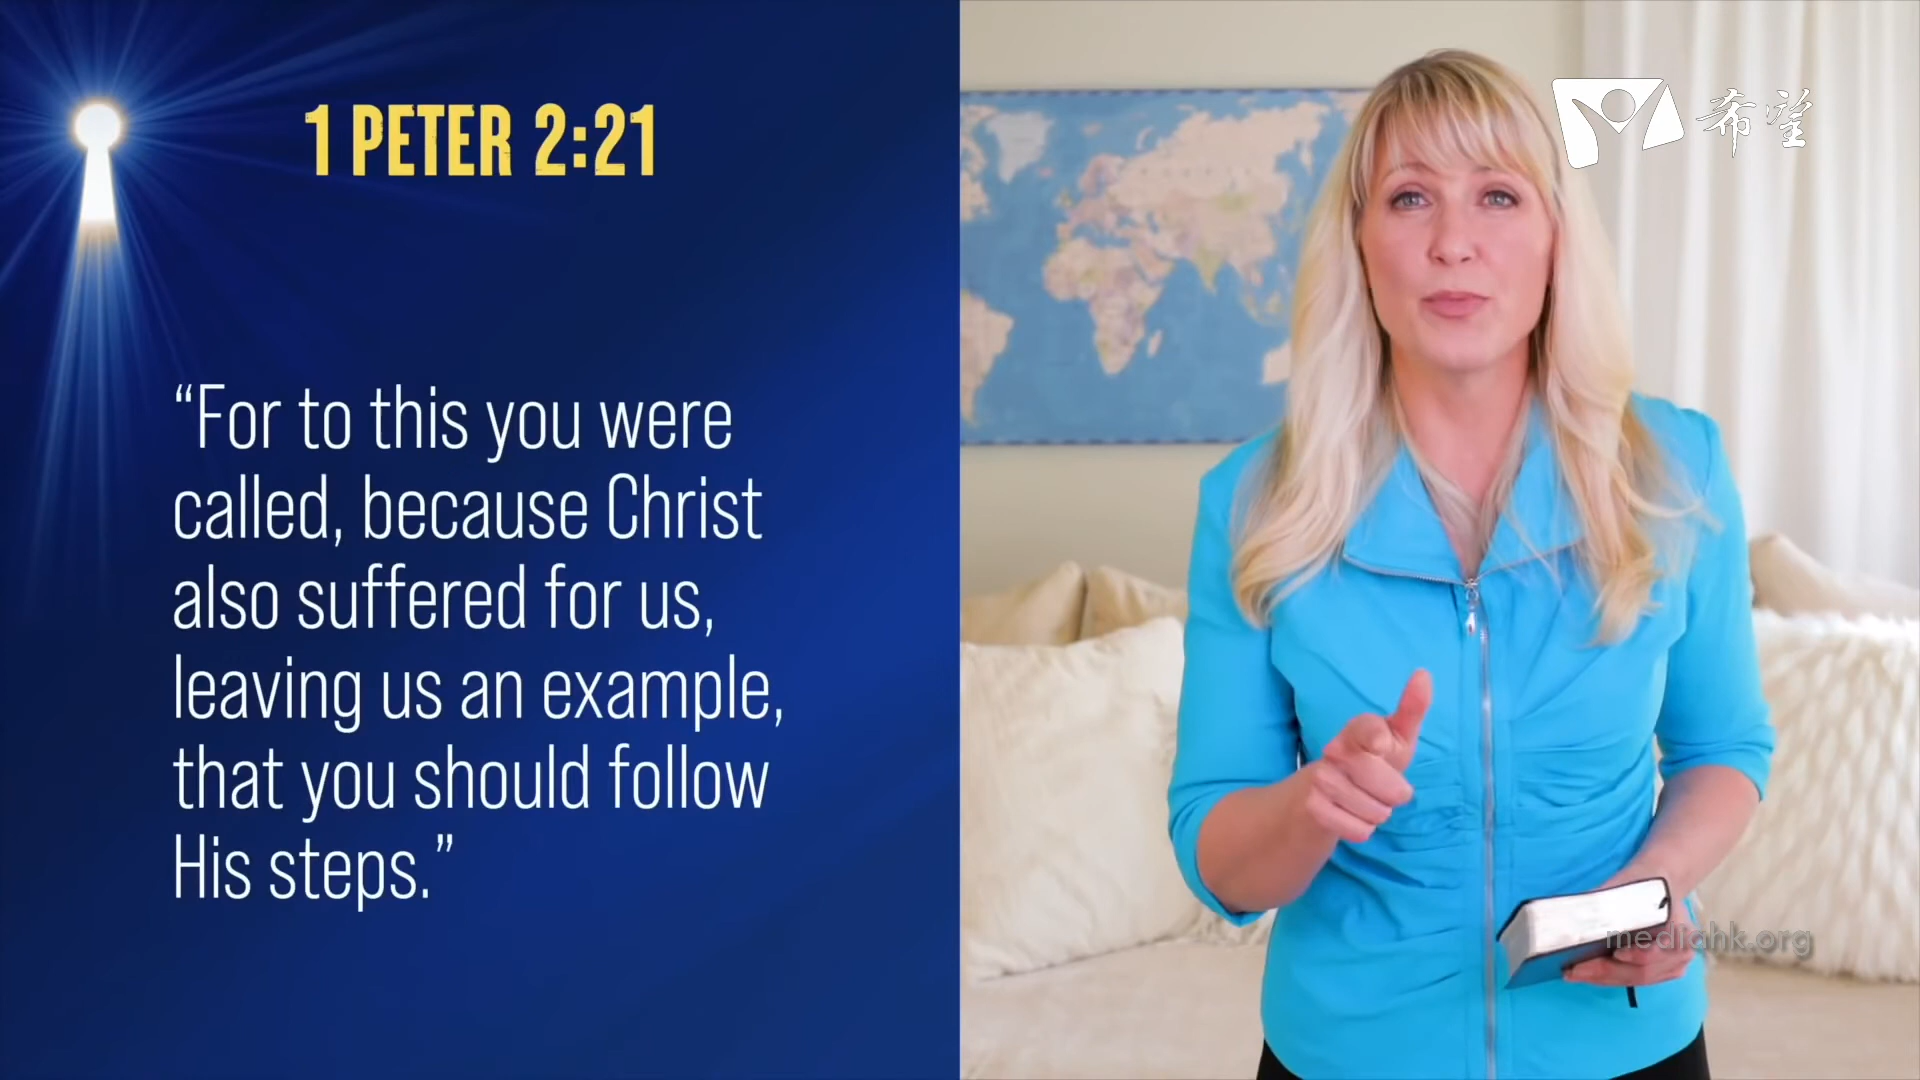 1 PETER 2:21
“For to this you were
called, because Christ
also suffered for us,
leaving us an example,
that you should follow
His steps.”
希望
mediahk.org